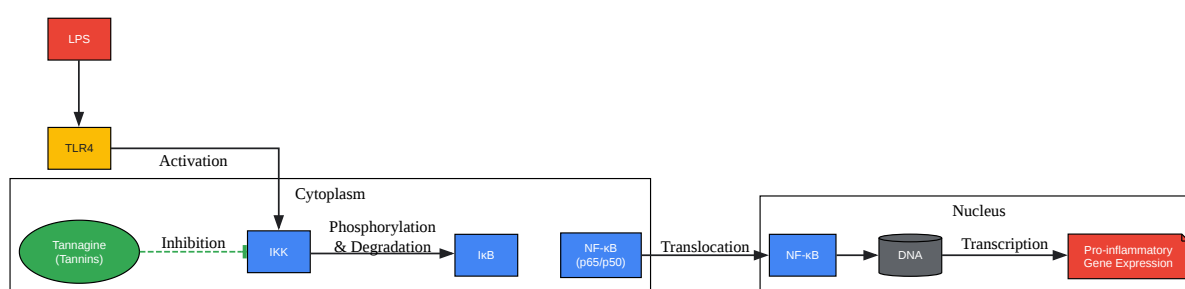 LPS
TLR4
Activation
Cytoplasm
Tannagine
(Tannins)
Inhibition
IKK
Phosphorylation
& Degradation
IκB
NF-κB
(p65/p50)
Translocation
Nucleus
NF-κB
DNA
Transcription
Pro-inflammatory
Gene Expression